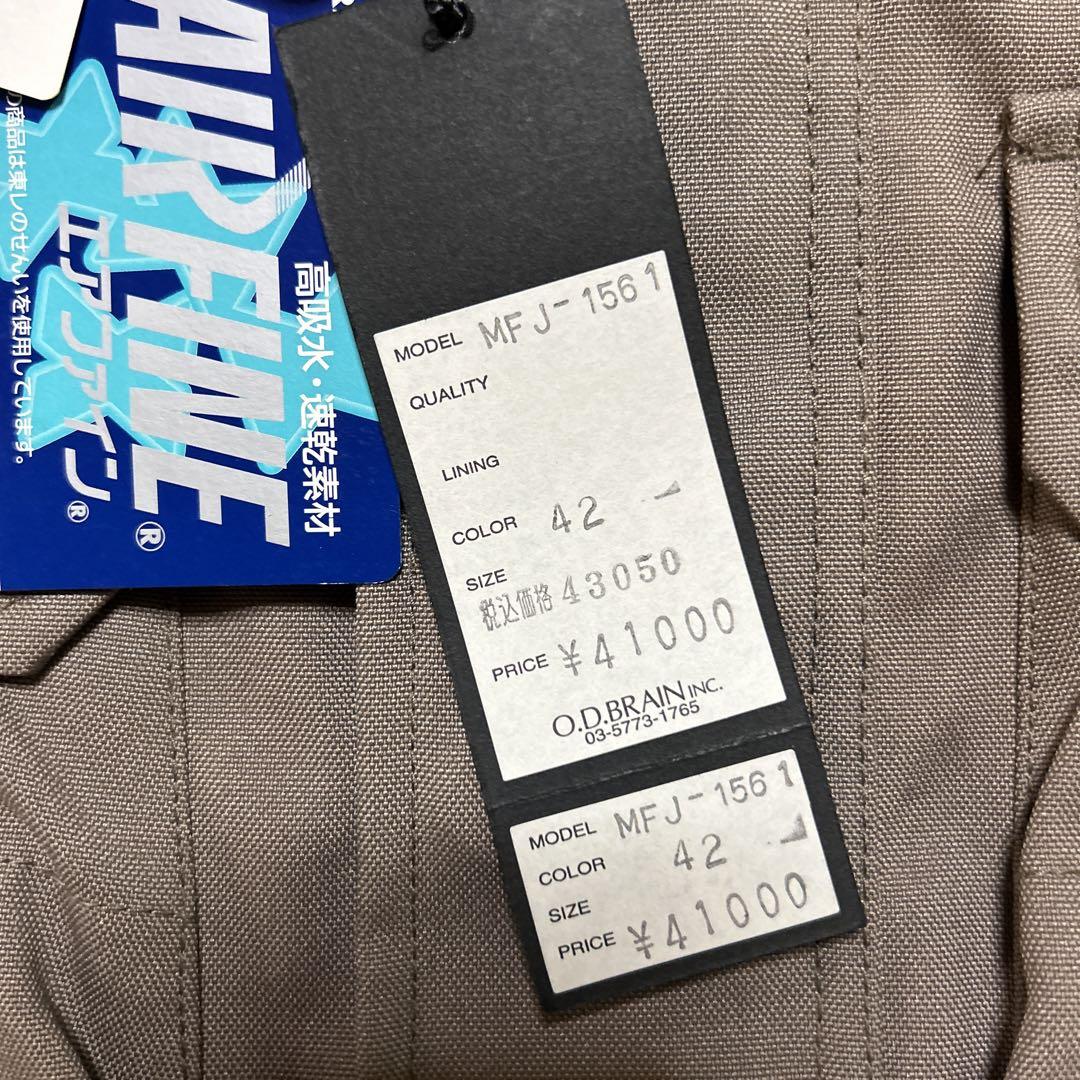 AIRFINE®
エアファイン®
高吸水・速乾素材
の商品は東レのせんいを使用しています。
MODEL MFJ-1561
QUALITY
LINING
COLOR 42
SIZE
税込価格 43050
PRICE ¥41000
O.D.BRAIN INC.
03-5773-1765
MODEL MFJ-1561
COLOR 42
SIZE
PRICE ¥41000